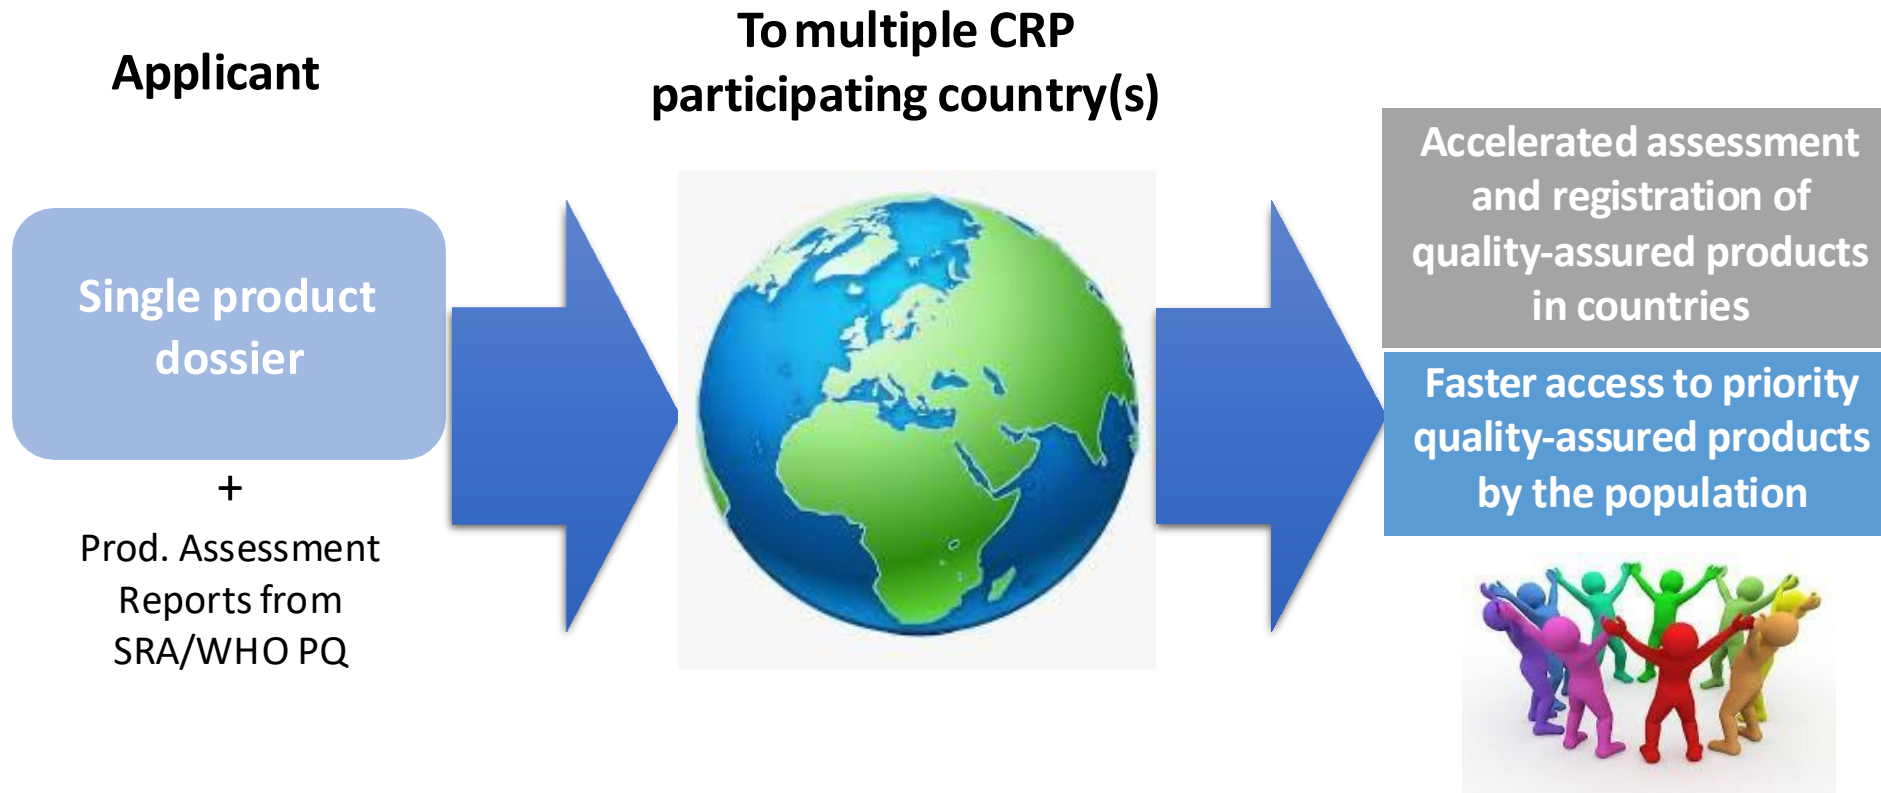 Applicant
To multiple CRP
participating country(s)
Single product
dossier
+
Prod. Assessment
Reports from
SRA/WHO PQ
Accelerated assessment
and registration of
quality-assured products
in countries
Faster access to priority
quality-assured products
by the population